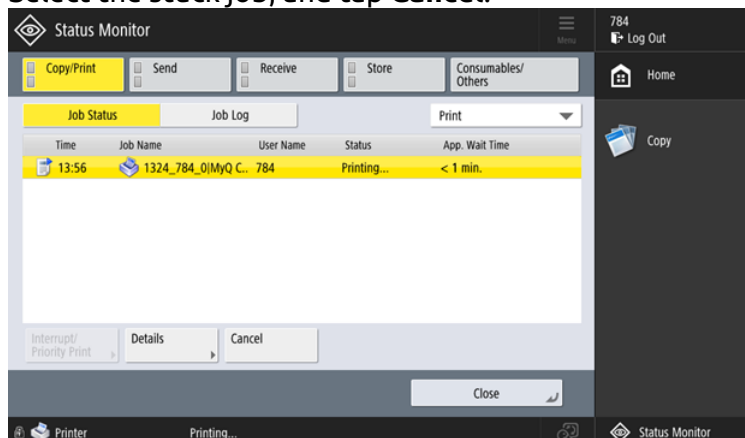 Select the stuck job, and tap Cancel.
Status Monitor
Menu
784
Log Out
Copy/Print
Send
Receive
Store
Consumables/
Others
Home
Job Status
Job Log
Print
Copy
Time Job Name User Name Status App. Wait Time
13:56 1324_784_0|MyQ C.. 784 Printing... < 1 min.
Interrupt/
Priority Print
Details
Cancel
Close
Printer Printing...
Status Monitor